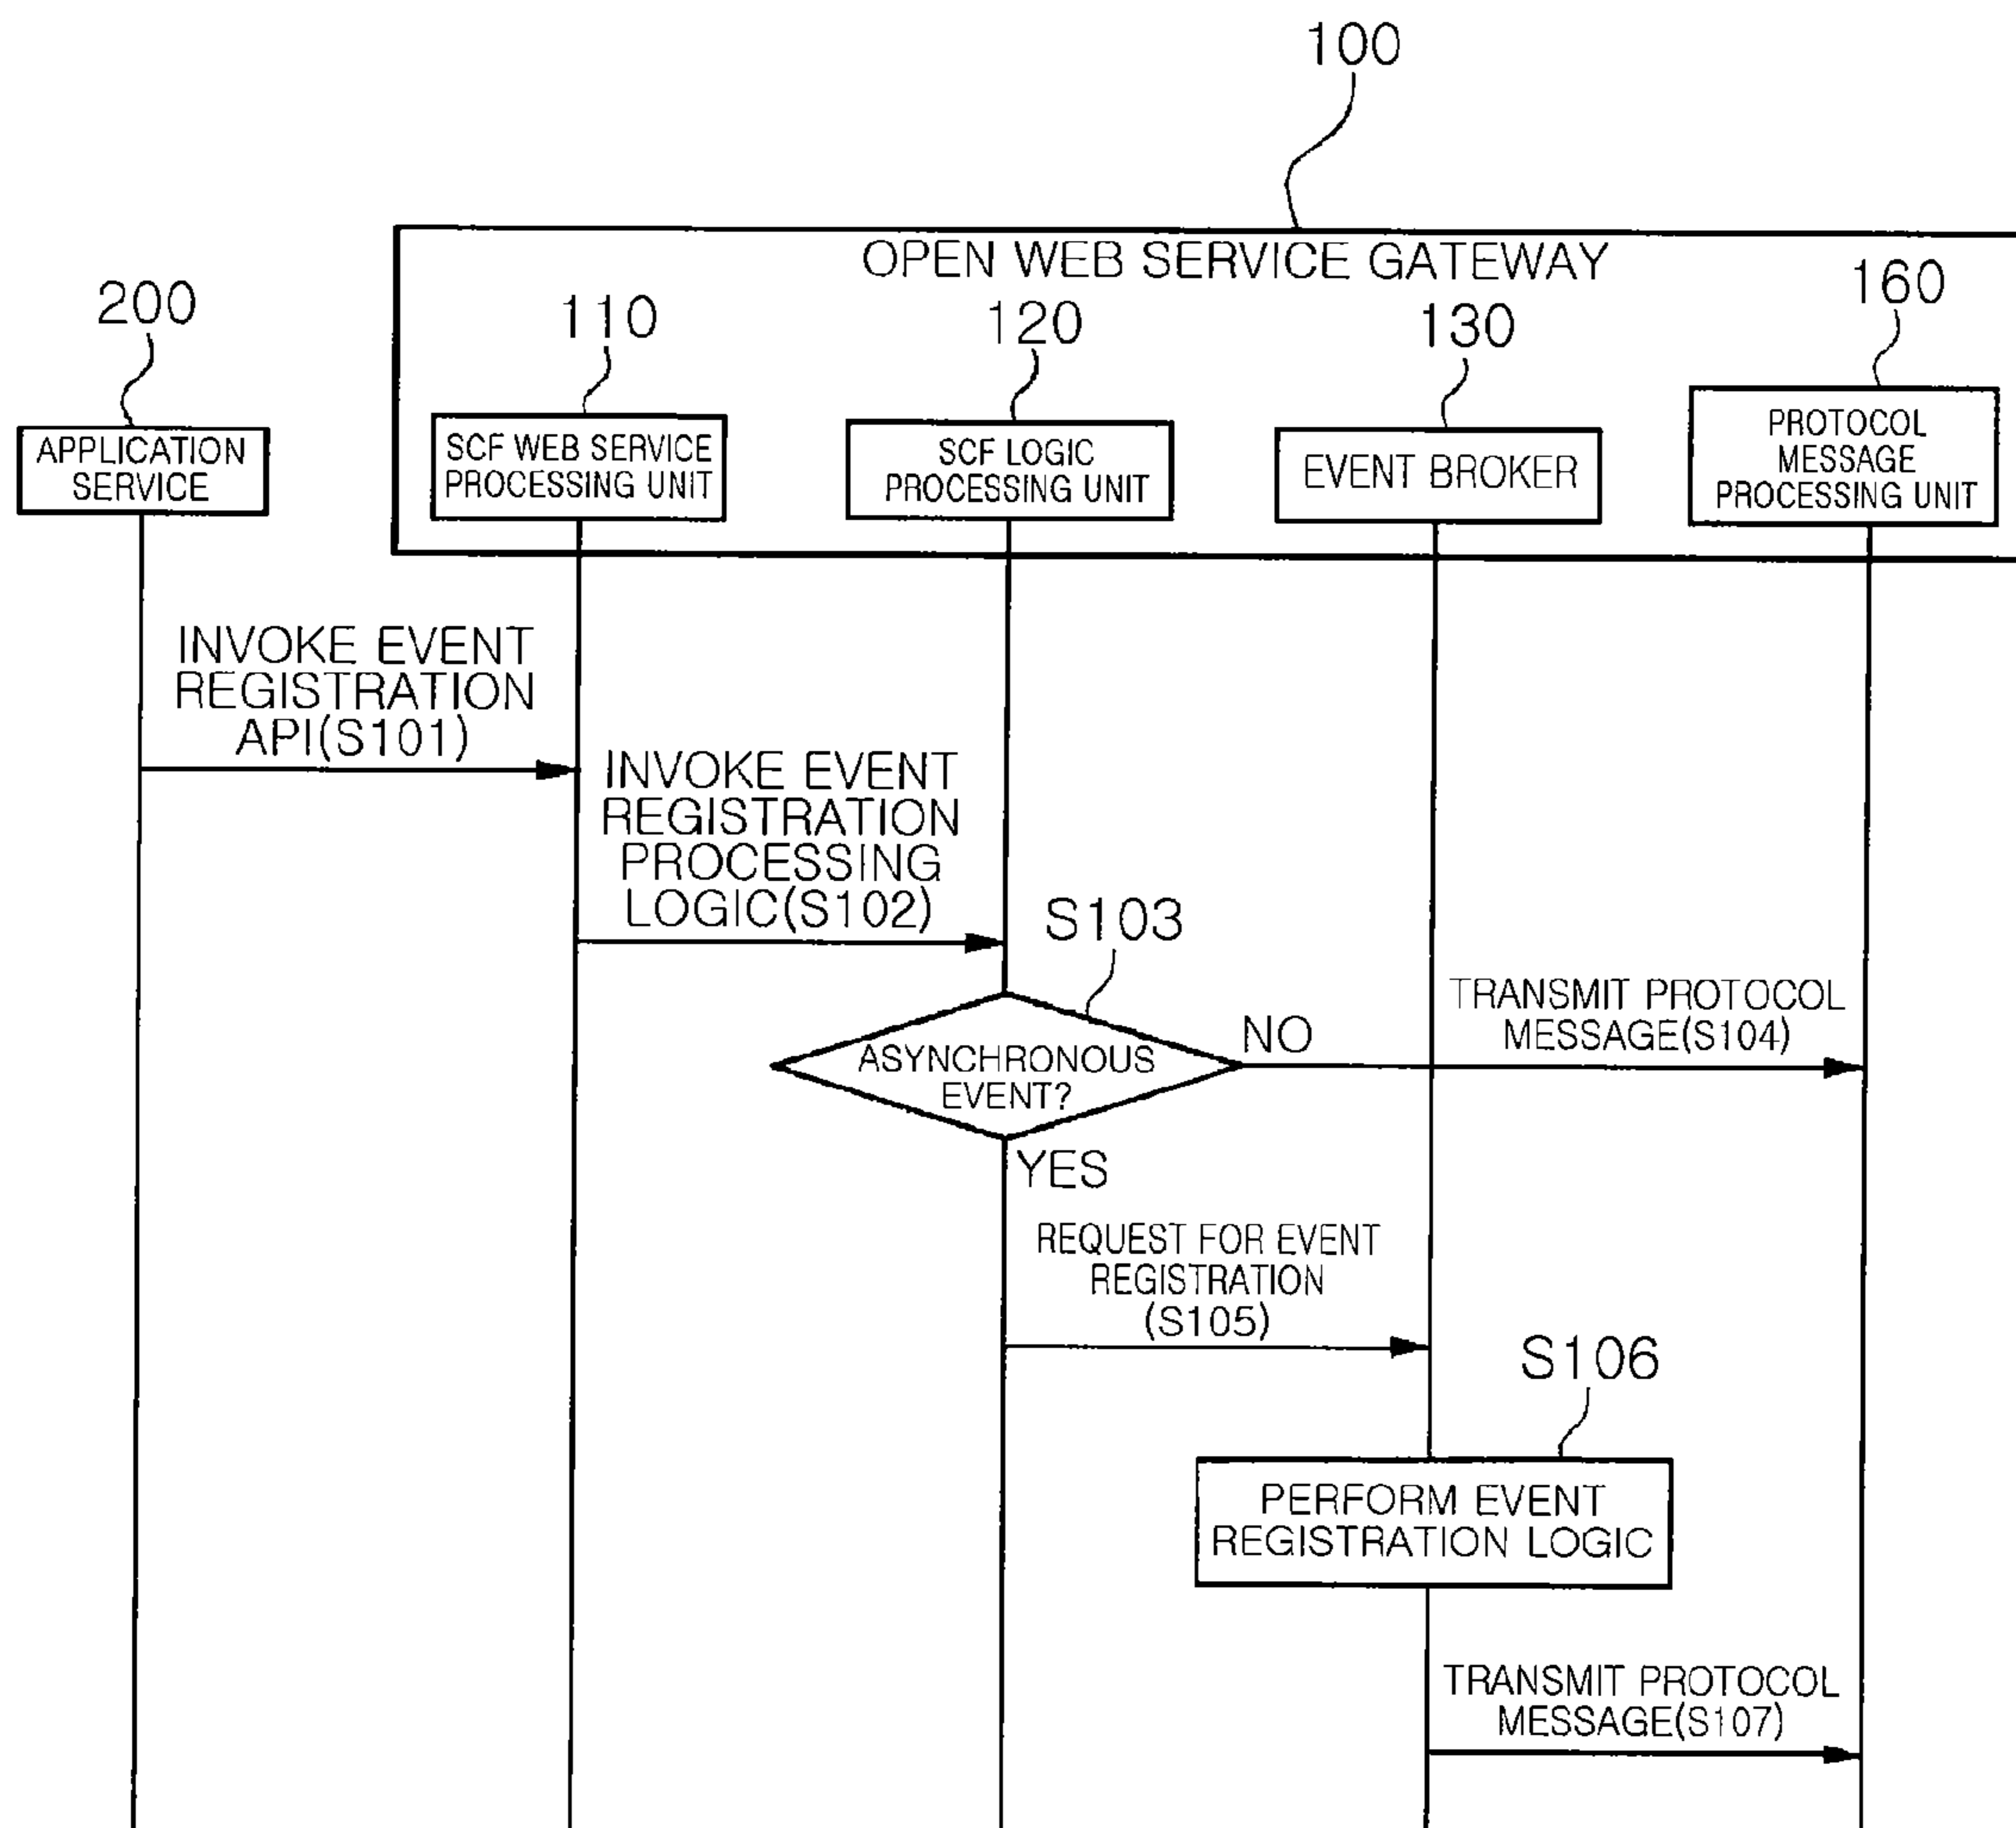 100
OPEN WEB SERVICE GATEWAY
200
110
120
130
160
APPLICATION
SERVICE
SCF WEB SERVICE
PROCESSING UNIT
SCF LOGIC
PROCESSING UNIT
EVENT BROKER
PROTOCOL
MESSAGE
PROCESSING UNIT
INVOKE EVENT
REGISTRATION
API(S101)
INVOKE EVENT
REGISTRATION
PROCESSING
LOGIC(S102)
S103
ASYNCHRONOUS
EVENT?
NO
TRANSMIT PROTOCOL
MESSAGE(S104)
YES
REQUEST FOR EVENT
REGISTRATION
(S105)
S106
PERFORM EVENT
REGISTRATION LOGIC
TRANSMIT PROTOCOL
MESSAGE(S107)